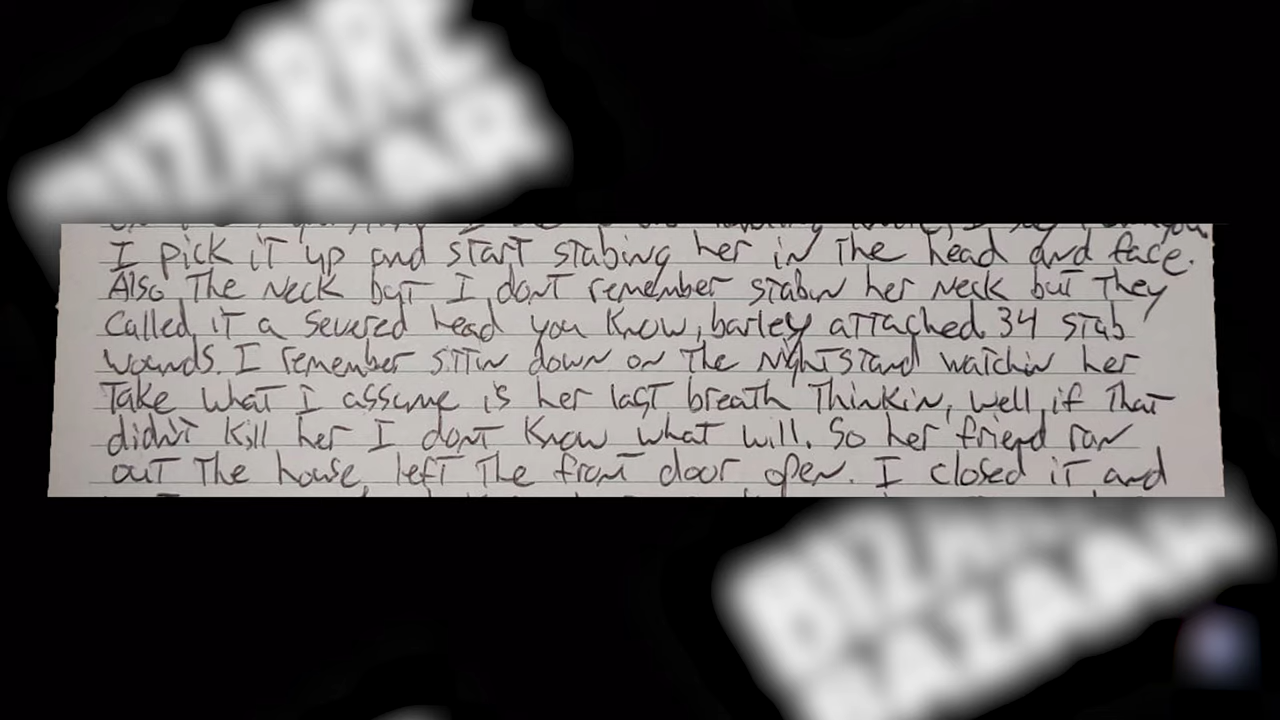 I pick it up and start stabing her in the head and face.
Also the neck but I dont remember stabin her neck but they
called it a severed head you know, barley attached. 34 stab
wounds. I remember sittin down on the nightstand watchin her
take what I assume is her last breath thinkin, well if that
didn't kill her I dont know what will. So her friend ran
out the house, left the front door open. I closed it and